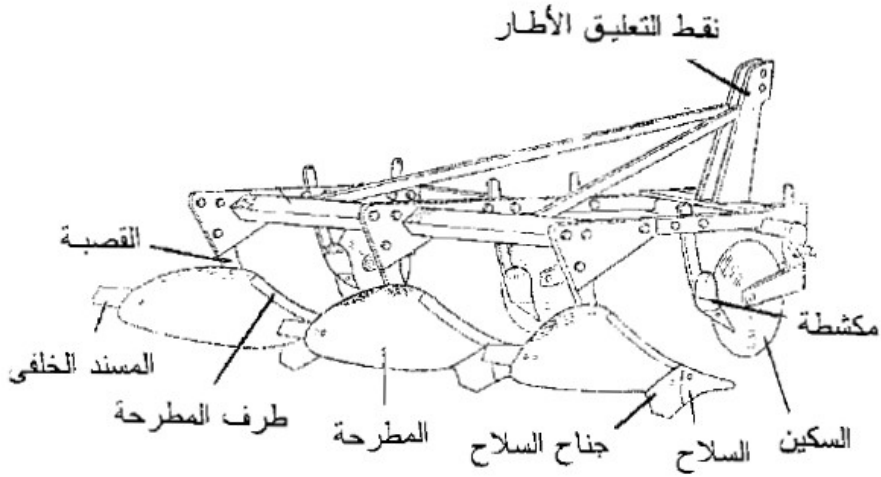 نقط التعليق الأطار
القصبة
مكشطة
المسند الخلفى
طرف المطرحة
المطرحة
جناح السلاح
السلاح
السكين